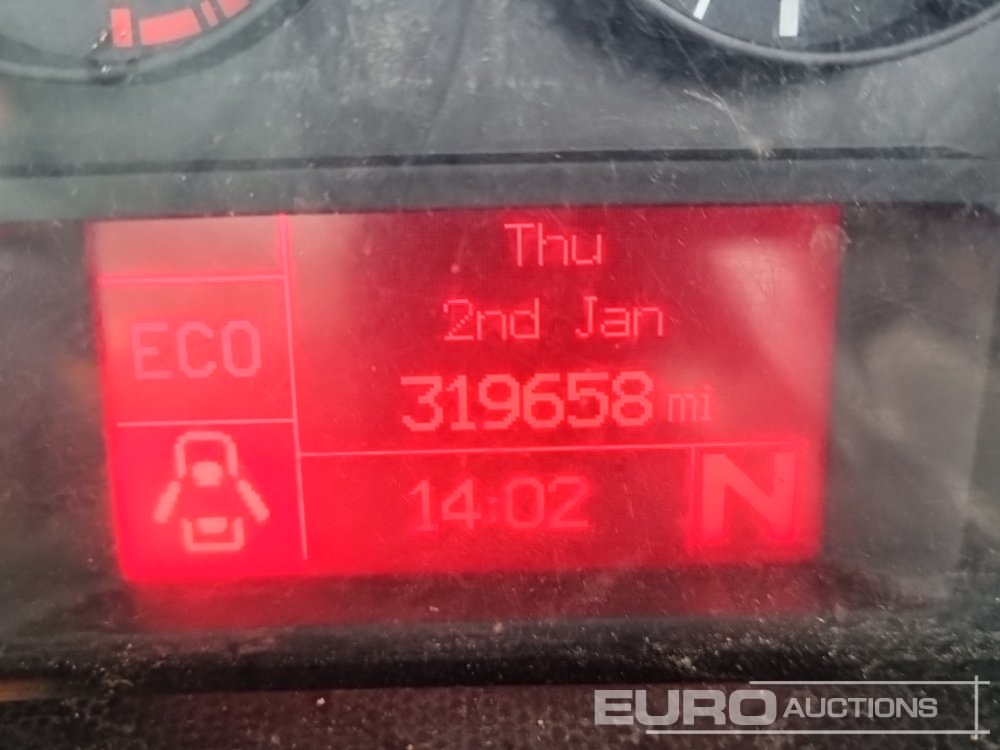 Thu
2nd Jan
ECO
319658 mi
14:02 N
EURO AUCTIONS